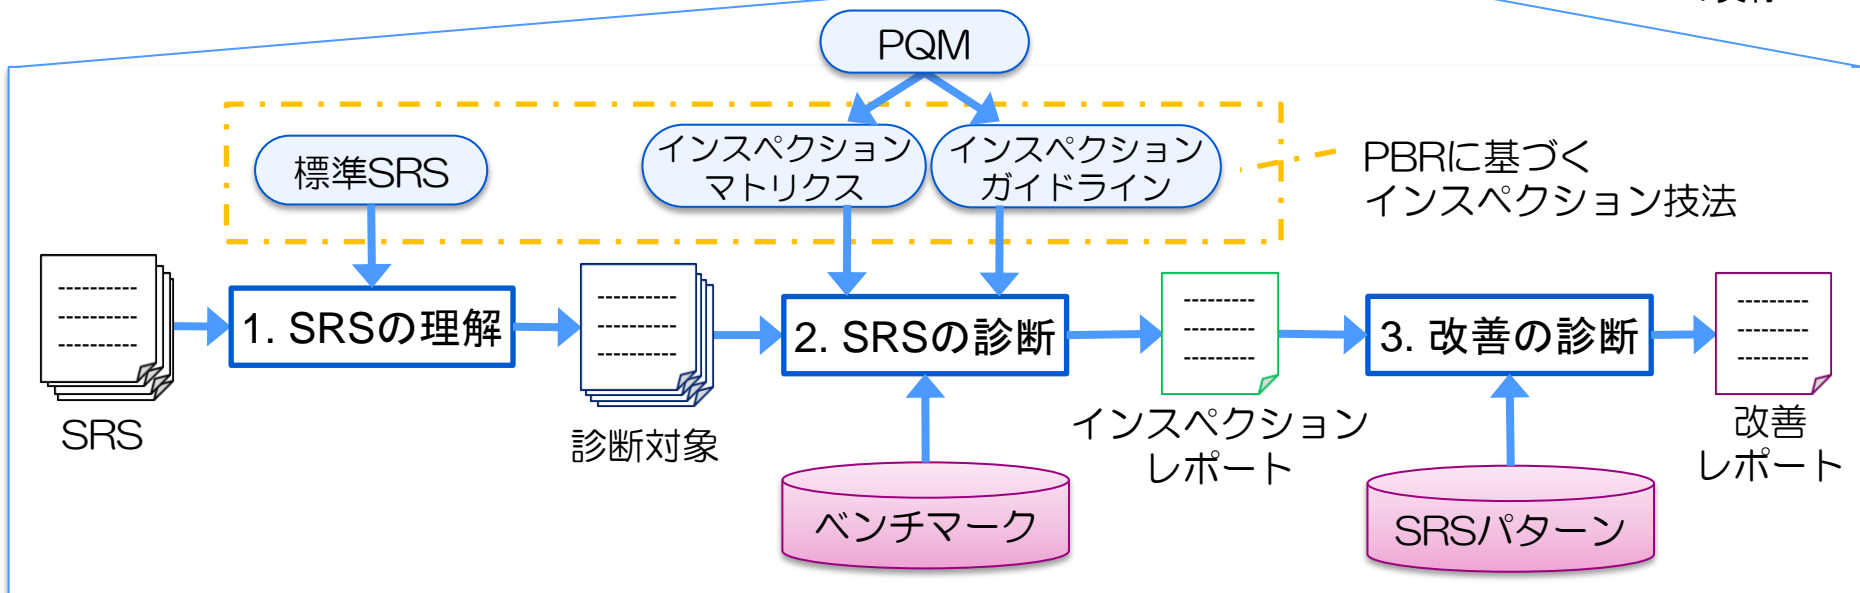 PQM
標準SRS
インスペクション
マトリクス
インスペクション
ガイドライン
PBRに基づく
インスペクション技法
1. SRSの理解
2. SRSの診断
3. 改善の診断
SRS
診断対象
インスペクション
レポート
改善
レポート
ベンチマーク
SRSパターン